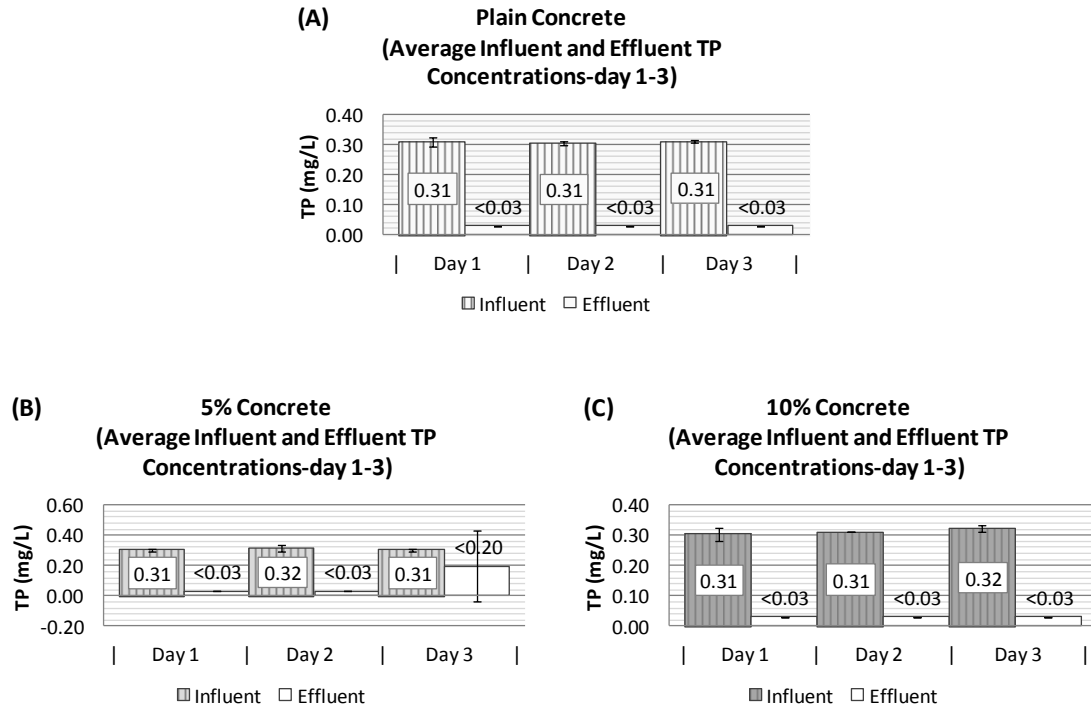 (A)
Plain Concrete
(Average Influent and Effluent TP
Concentrations-day 1-3)
TP (mg/L)
0.40
0.30
0.20
0.10
0.00
0.31
<0.03
0.31
<0.03
0.31
<0.03
| Day 1 | Day 2 | Day 3 |
Influent Effluent
(B)
5% Concrete
(Average Influent and Effluent TP
Concentrations-day 1-3)
TP (mg/L)
0.60
0.40
0.20
0.00
-0.20
0.31
<0.03
0.32
<0.03
0.31
<0.20
| Day 1 | Day 2 | Day 3 |
Influent Effluent
(C)
10% Concrete
(Average Influent and Effluent TP
Concentrations-day 1-3)
TP (mg/L)
0.40
0.30
0.20
0.10
0.00
0.31
<0.03
0.31
<0.03
0.32
<0.03
| Day 1 | Day 2 | Day 3 |
Influent Effluent